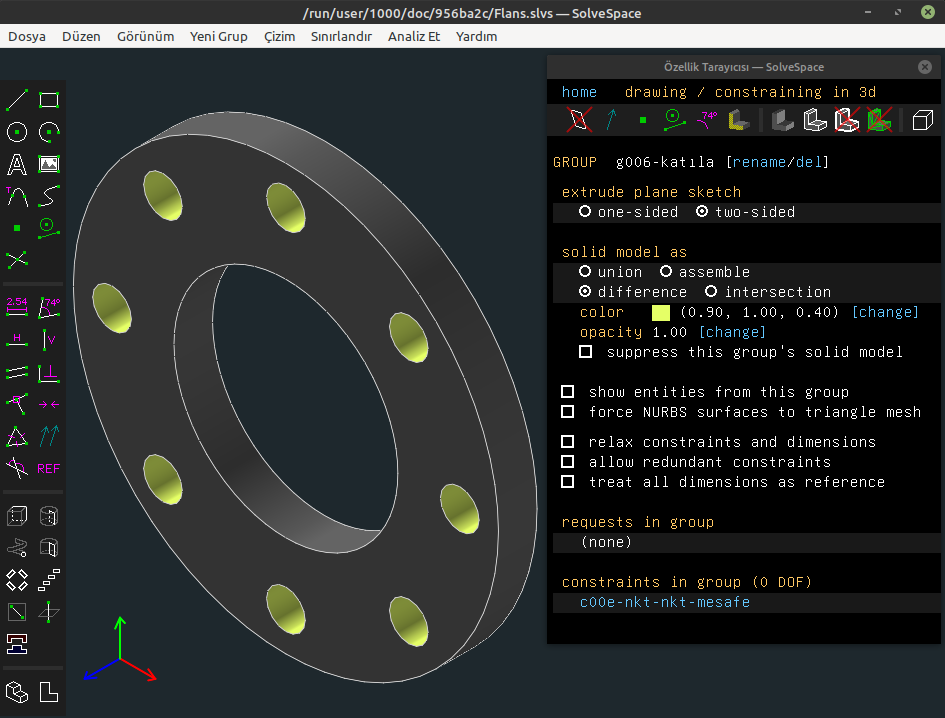 /run/user/1000/doc/956ba2c/Flans.slvs — SolveSpace
Dosya Düzen Görünüm Yeni Grup Çizim Sınırlandır Analiz Et Yardım
Özellik Tarayıcısı — SolveSpace
home drawing / constraining in 3d
74°
GROUP g006-katıla [rename/del]
extrude plane sketch
one-sided two-sided
solid model as
union assemble
difference intersection
color (0.90, 1.00, 0.40) [change]
opacity 1.00 [change]
suppress this group's solid model
show entities from this group
force NURBS surfaces to triangle mesh
relax constraints and dimensions
allow redundant constraints
treat all dimensions as reference
requests in group
(none)
constraints in group (0 DOF)
c00e-nkt-nkt-mesafe
A
T
2.54 74°
H V
REF